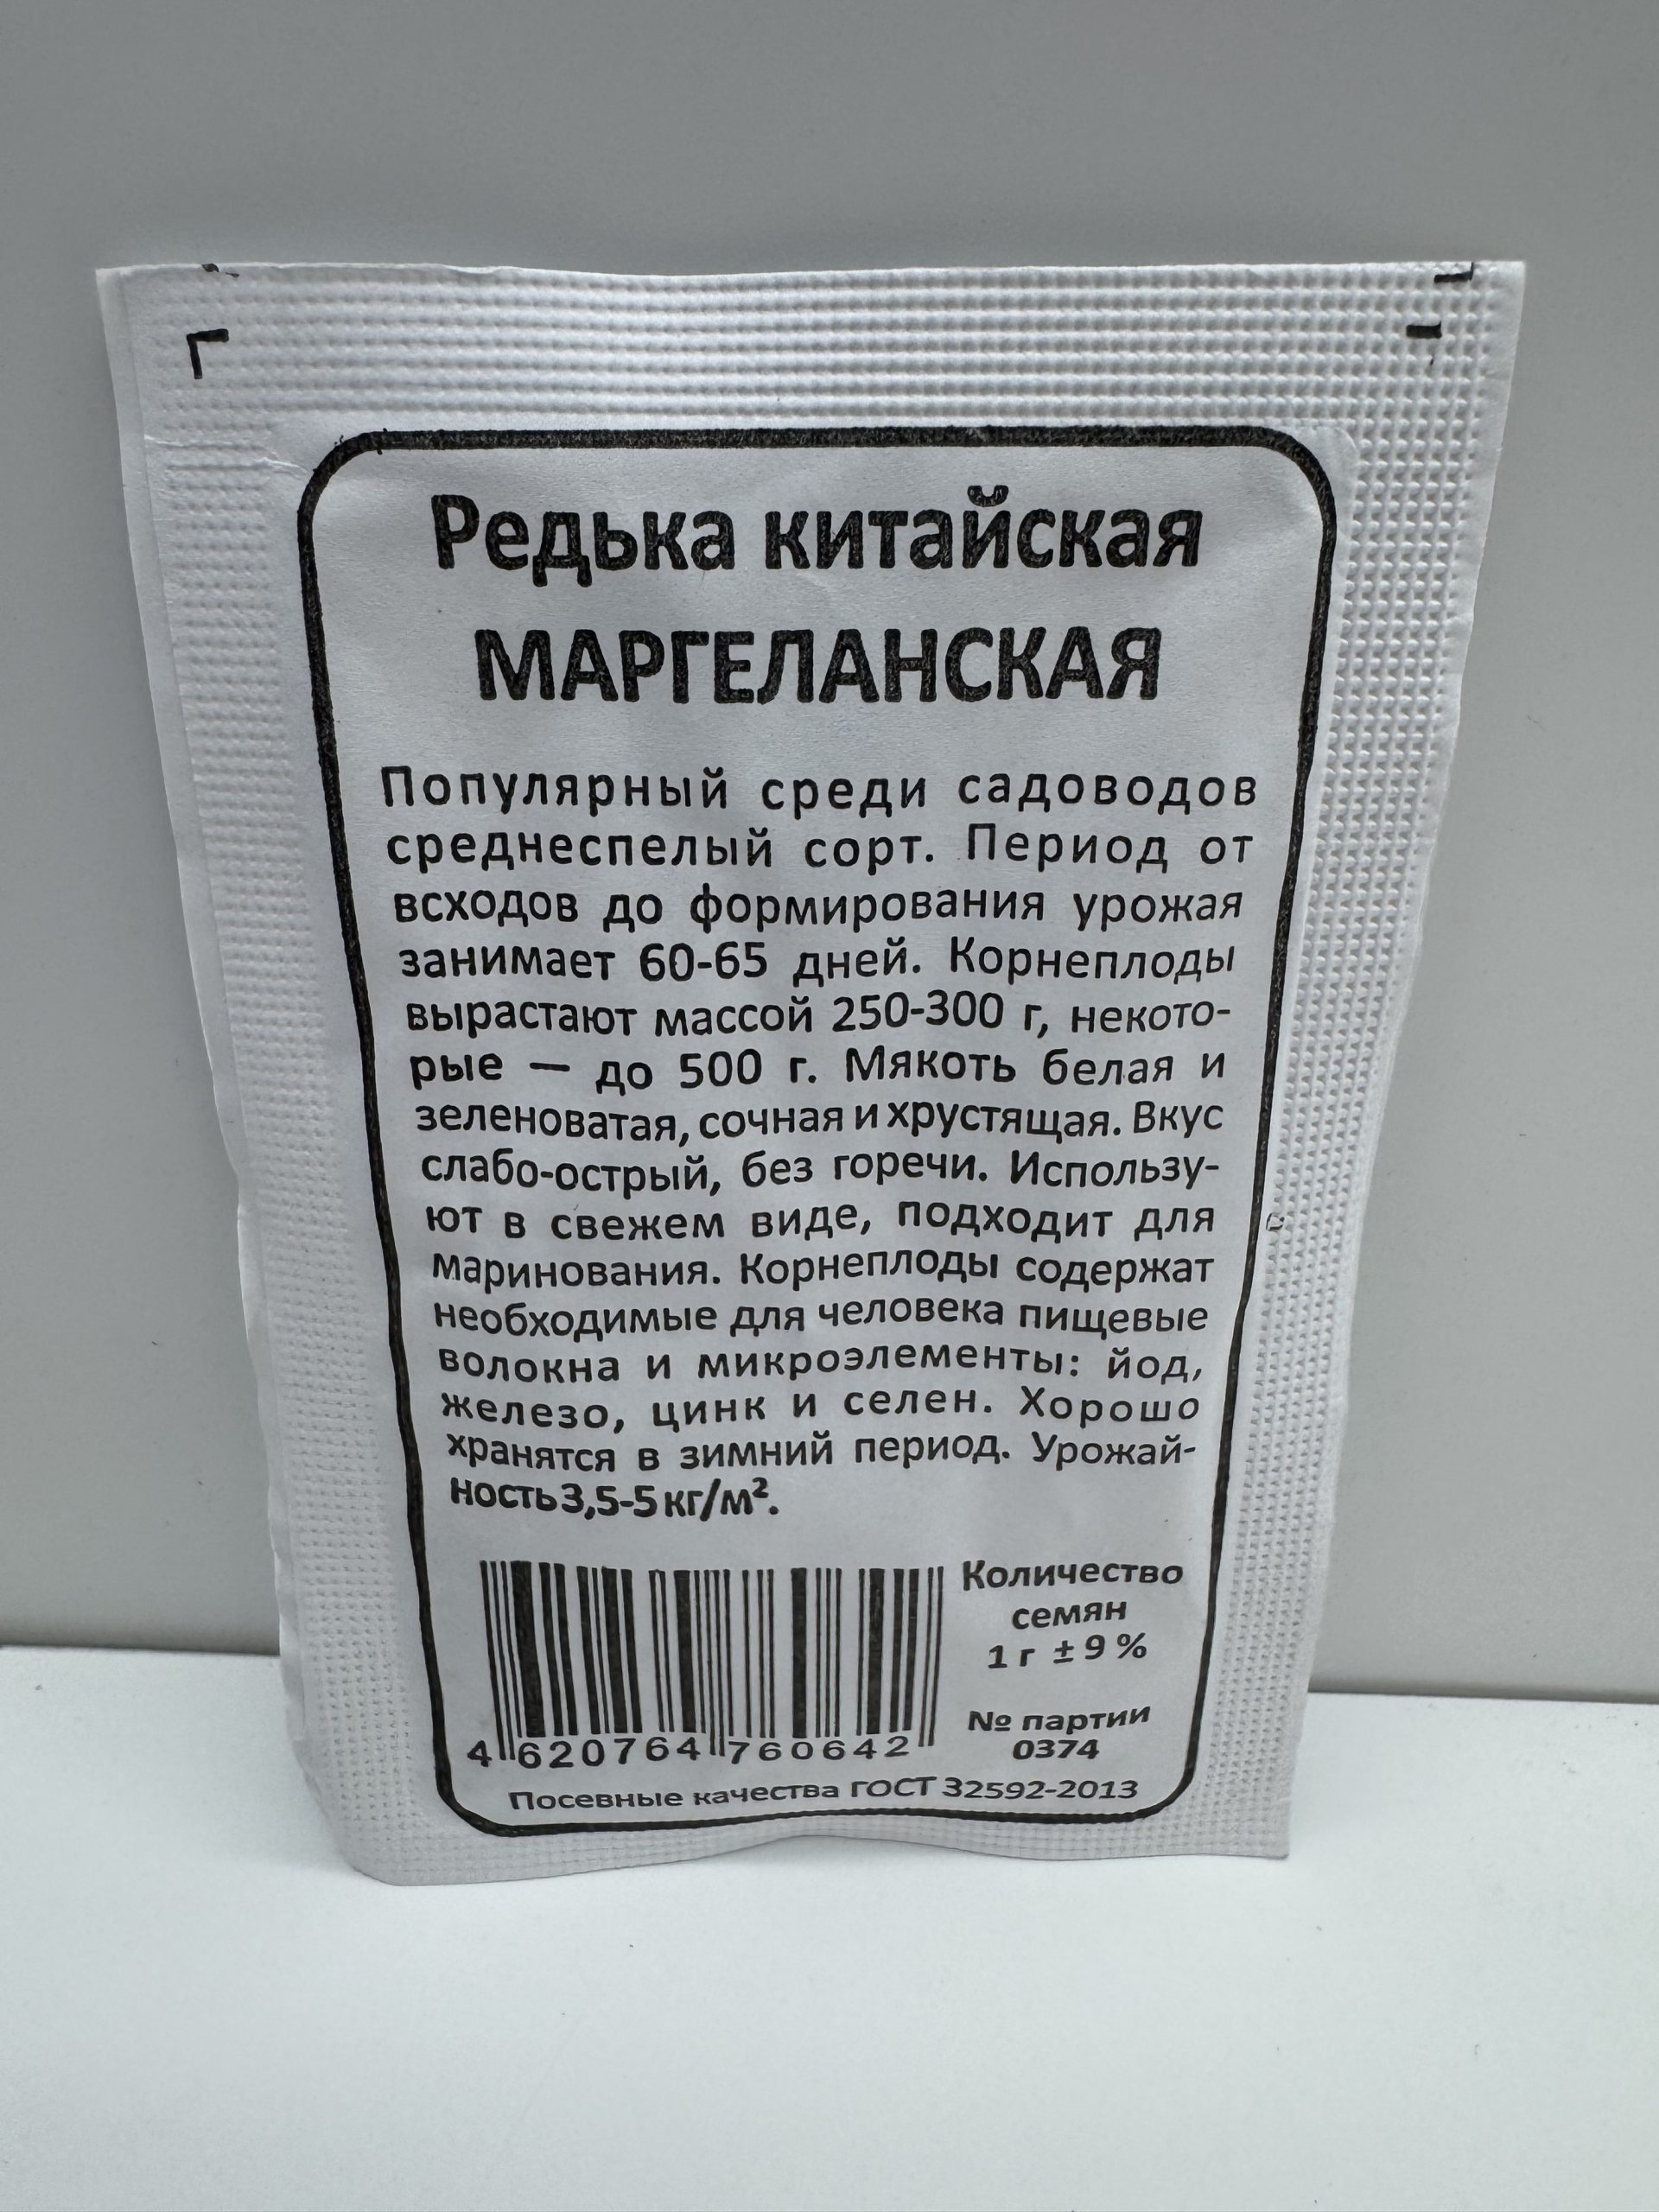 Редька китайская
МАРГЕЛАНСКАЯ
Популярный среди садоводов
среднеспелый сорт. Период от
всходов до формирования урожая
занимает 60-65 дней. Корнеплоды
вырастают массой 250-300 г, некото-
рые — до 500 г. Мякоть белая и
зеленоватая, сочная и хрустящая. Вкус
слабо-острый, без горечи. Использу-
ют в свежем виде, подходит для
маринования. Корнеплоды содержат
необходимые для человека пищевые
волокна и микроэлементы: йод,
железо, цинк и селен. Хорошо
хранятся в зимний период. Урожай-
ность 3,5-5 кг/м².
Количество
семян
1 г ±9%
№ партии
0374
4 620764 760642
Посевные качества ГОСТ 32592-2013